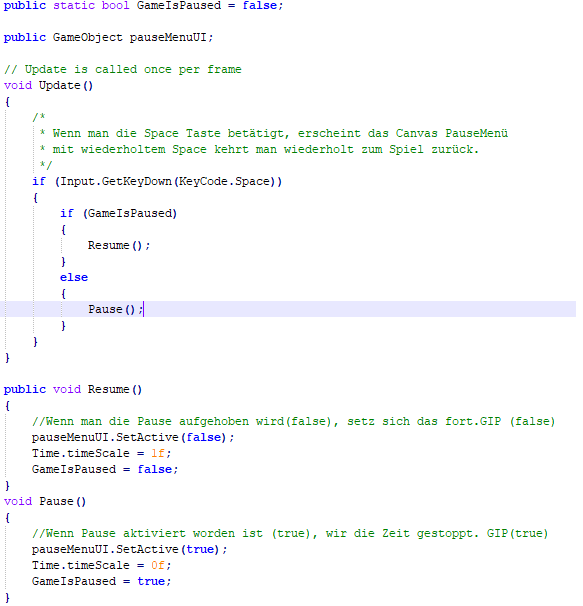 public static bool GameIsPaused = false;
public GameObject pauseMenuUI;
// Update is called once per frame
void Update()
{
/*
* Wenn man die Space Taste betätigt, erscheint das Canvas PauseMenü
* mit wiederholtem Space kehrt man wiederholt zum Spiel zurück.
*/
if (Input.GetKeyDown(KeyCode.Space))
{
if (GameIsPaused)
{
Resume();
}
else
{
Pause();
}
}
}
public void Resume()
{
//Wenn man die Pause aufgehoben wird(false), setz sich das fort.GIP (false)
pauseMenuUI.SetActive(false);
Time.timeScale = 1f;
GameIsPaused = false;
}
void Pause()
{
//Wenn Pause aktiviert worden ist (true), wir die Zeit gestoppt. GIP(true)
pauseMenuUI.SetActive(true);
Time.timeScale = 0f;
GameIsPaused = true;
}